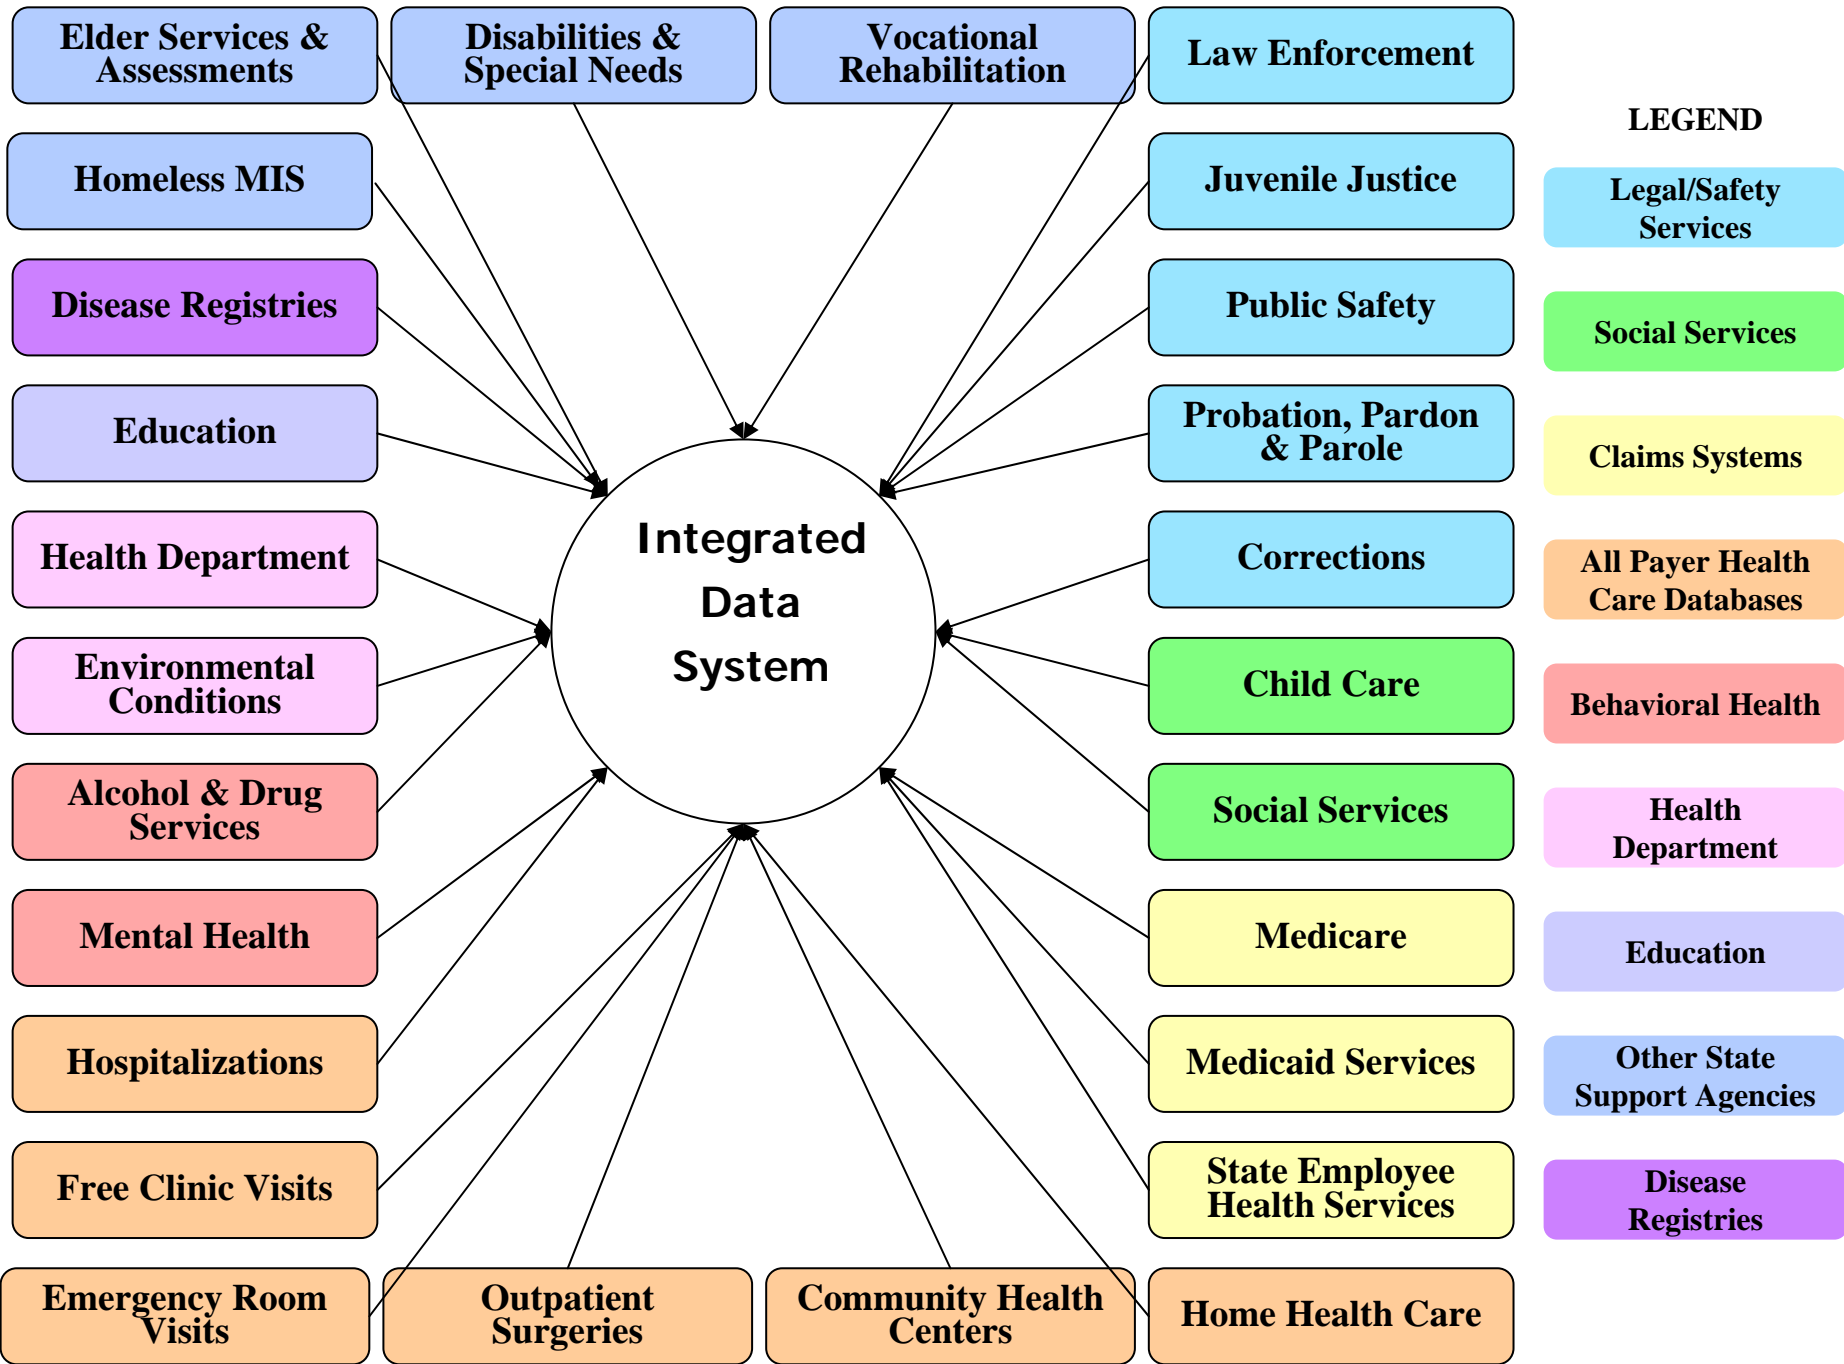 Elder Services &
Assessments
Disabilities &
Special Needs
Vocational
Rehabilitation
Law Enforcement
LEGEND
Homeless MIS
Juvenile Justice
Legal/Safety
Services
Disease Registries
Public Safety
Social Services
Education
Probation, Pardon
& Parole
Claims Systems
Health Department
Integrated
Data
System
Corrections
All Payer Health
Care Databases
Environmental
Conditions
Child Care
Behavioral Health
Alcohol & Drug
Services
Social Services
Health
Department
Mental Health
Medicare
Education
Hospitalizations
Medicaid Services
Other State
Support Agencies
Free Clinic Visits
State Employee
Health Services
Disease
Registries
Emergency Room
Visits
Outpatient
Surgeries
Community Health
Centers
Home Health Care